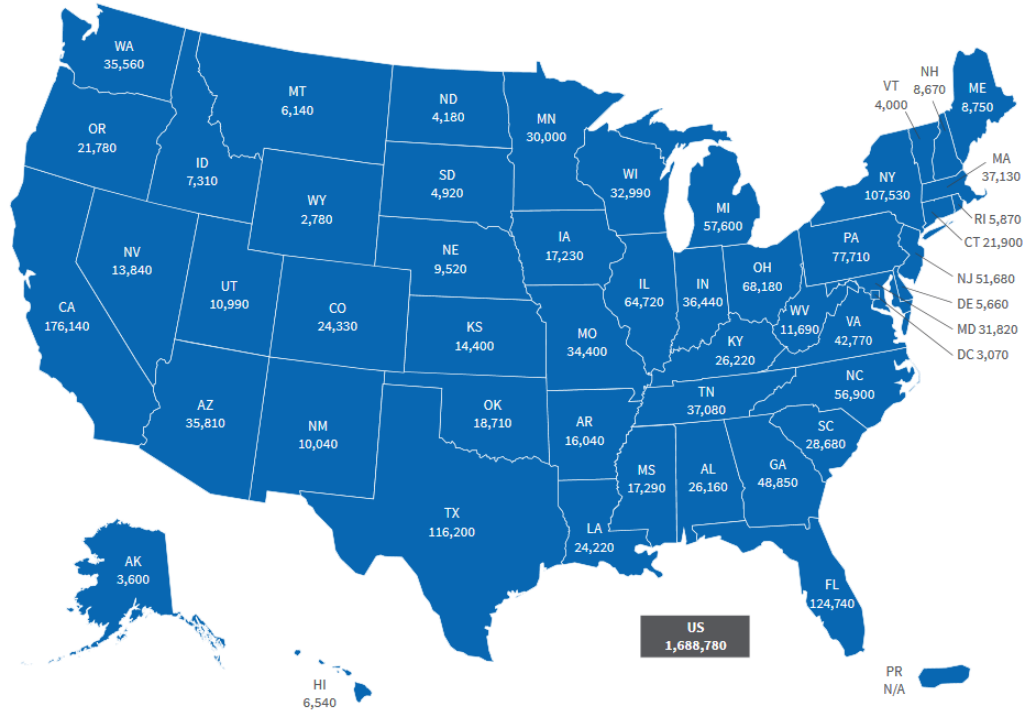 WA
35,560
OR
21,780
CA
176,140
NV
13,840
ID
7,310
MT
6,140
WY
2,780
UT
10,990
AZ
35,810
CO
24,330
NM
10,040
ND
4,180
SD
4,920
NE
9,520
KS
14,400
OK
18,710
TX
116,200
MN
30,000
IA
17,230
MO
34,400
AR
16,040
LA
24,220
WI
32,990
IL
64,720
MI
57,600
IN
36,440
OH
68,180
KY
26,220
TN
37,080
MS
17,290
AL
26,160
GA
48,850
FL
124,740
SC
28,680
NC
56,900
VA
42,770
WV
11,690
PA
77,710
NY
107,530
VT
4,000
NH
8,670
ME
8,750
MA
37,130
RI 5,870
CT 21,900
NJ 51,680
DE 5,660
MD 31,820
DC 3,070
AK
3,600
HI
6,540
US
1,688,780
PR
N/A